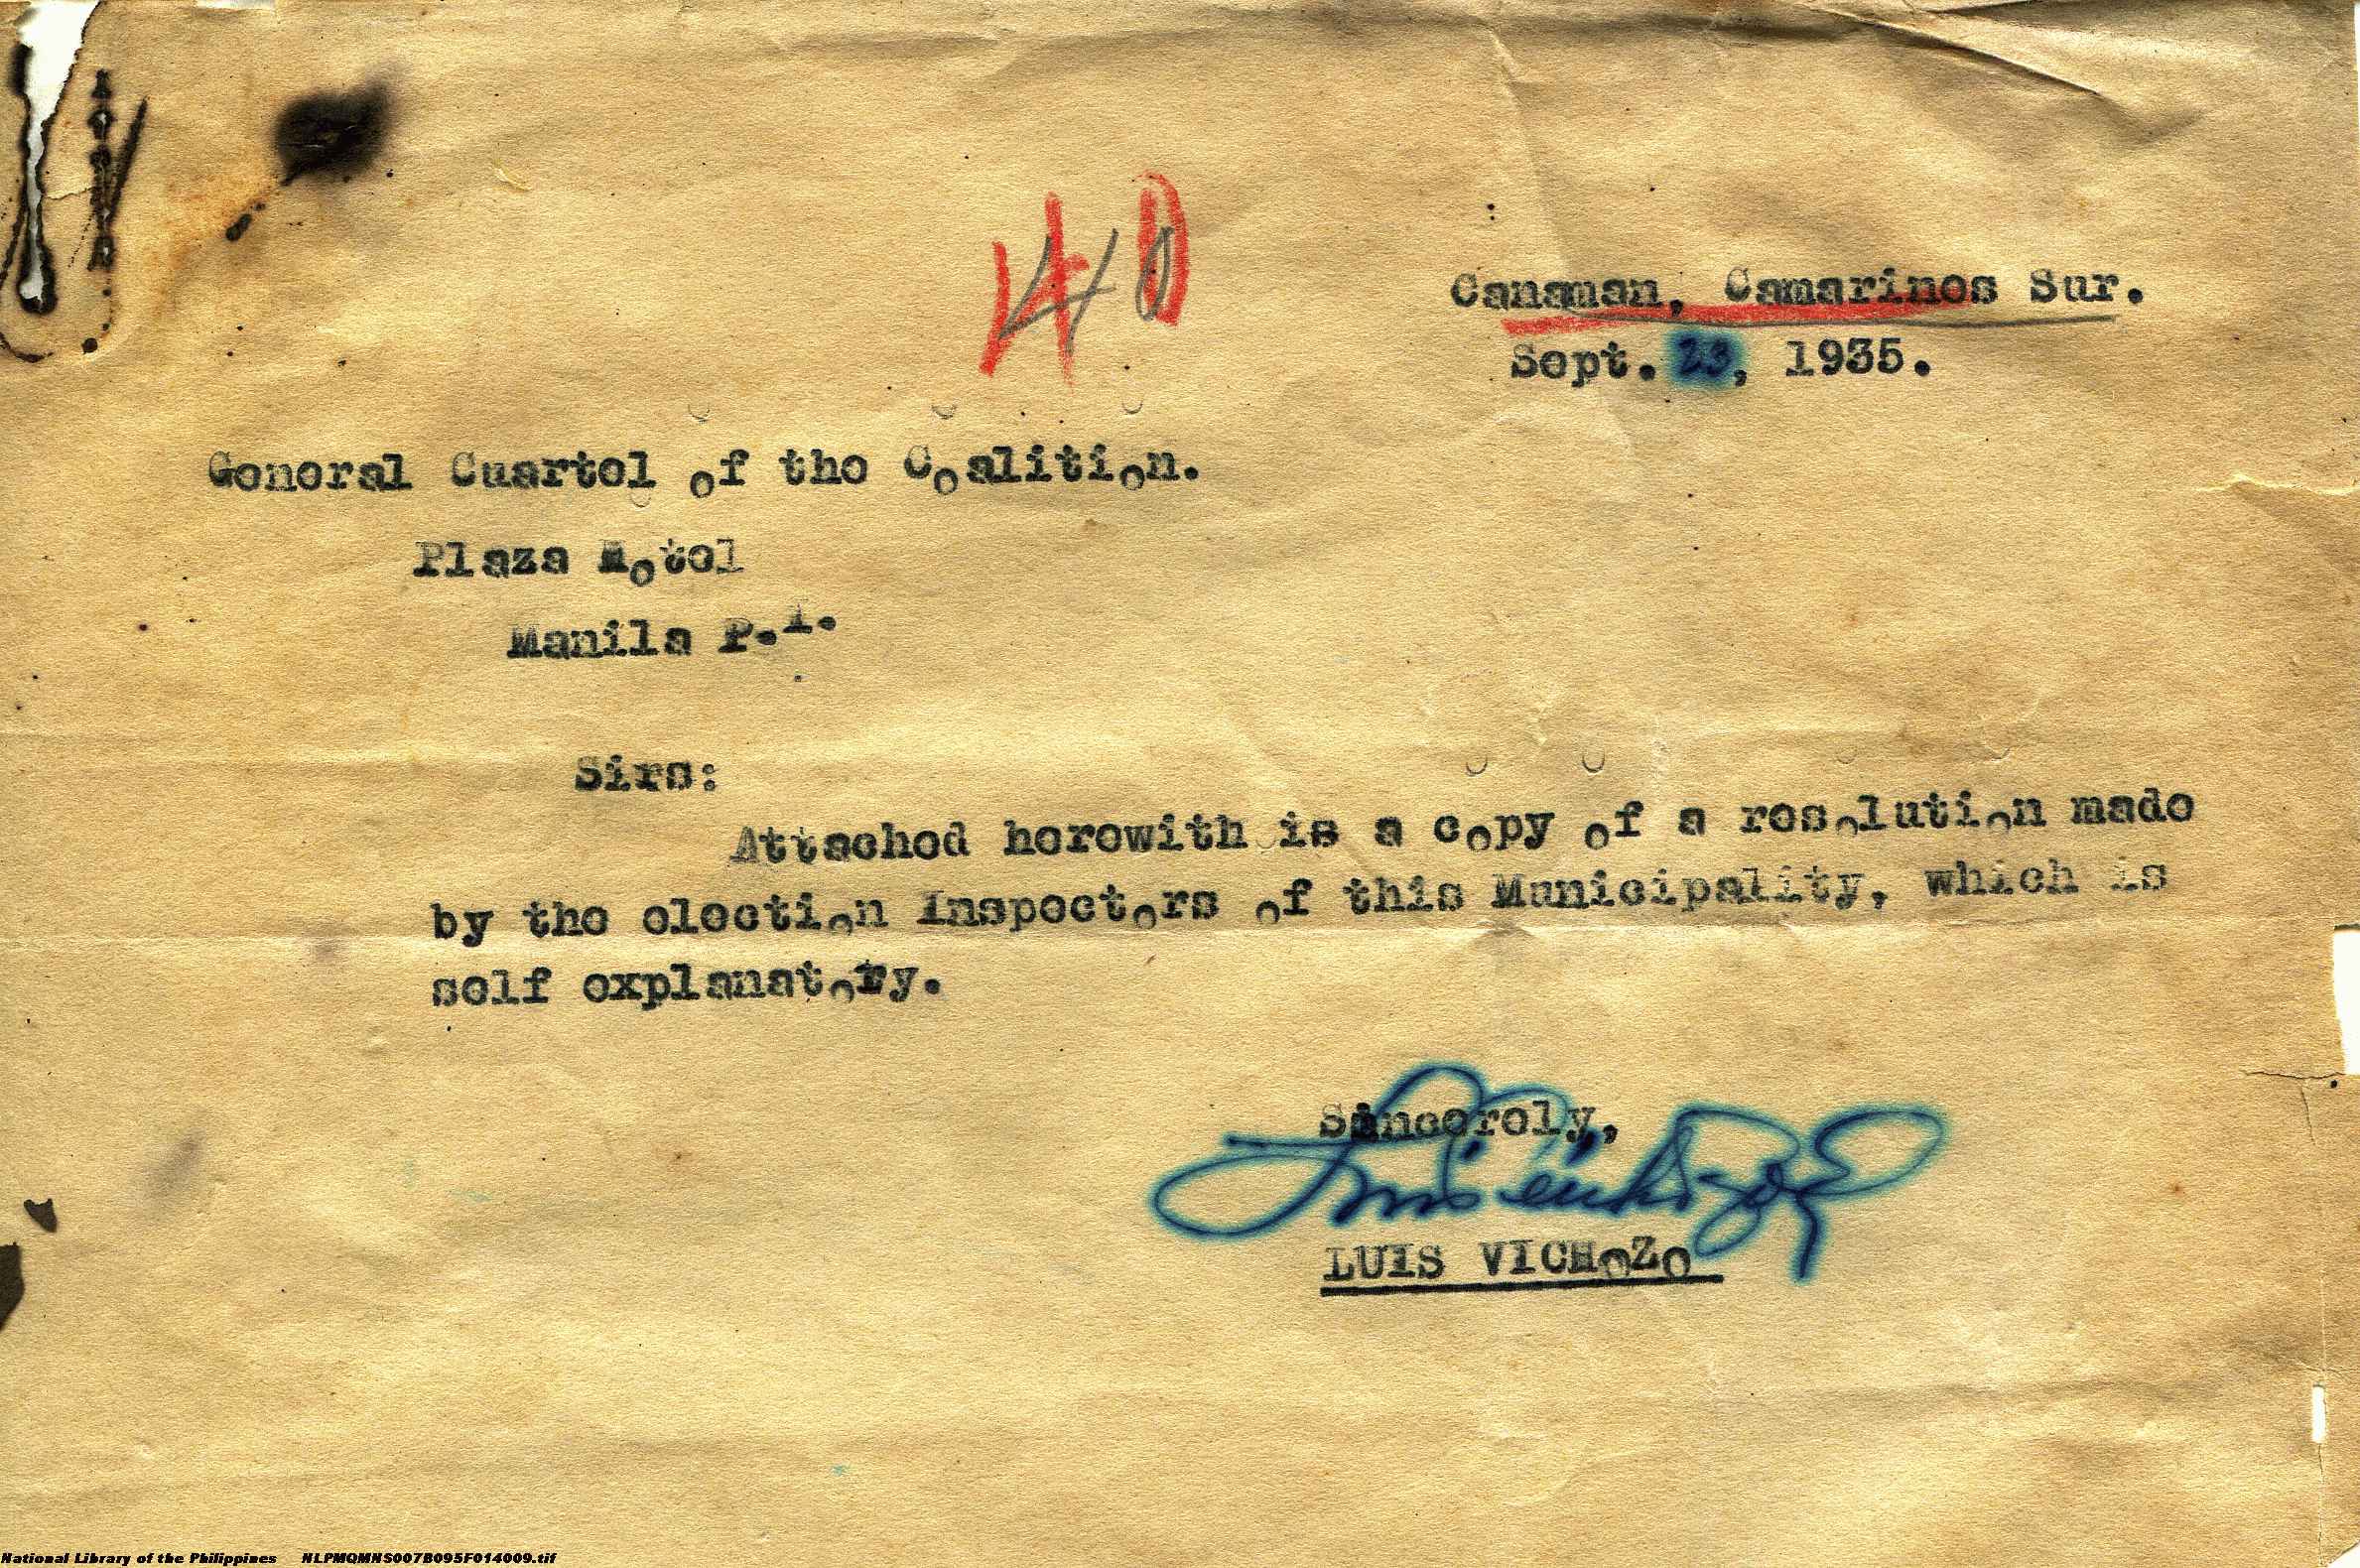 40
Canaman, Camarines Sur.
Sept. 23, 1935.
General Cuartel of the Coalition.
Plaza Hotel
Manila P.I.
Sirs:
Attached herewith is a copy of a resolution made
by the election Inspectors of this Municipality, which is
self explanatory.
Sincerely,
LUIS VICHOZO
National Library of the Philippines NLPMQMNS007B095F014009.tif